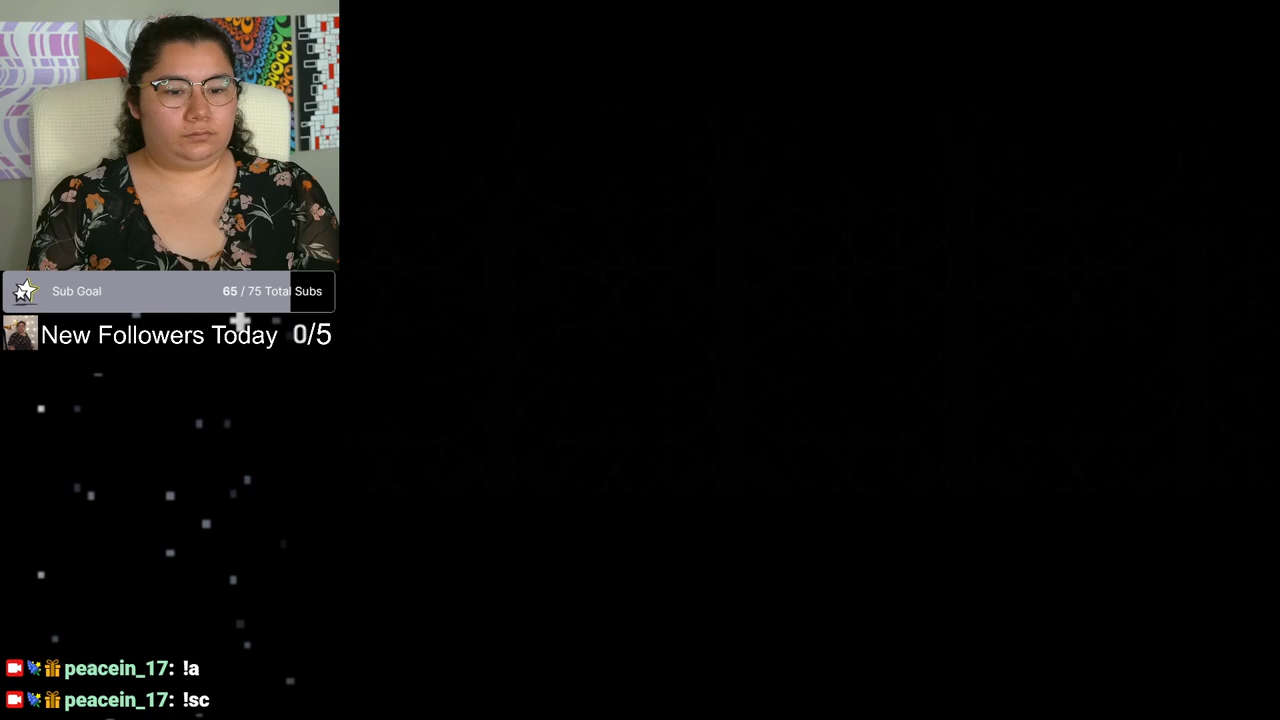 Sub Goal 65 / 75 Total Subs
New Followers Today 0/5
peacein_17: !a
peacein_17: !sc